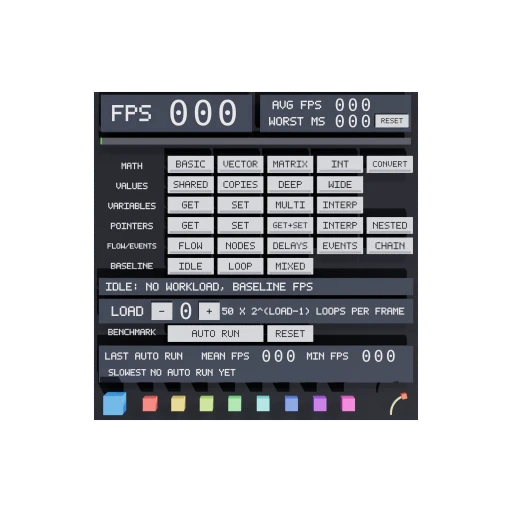 FPS 000
AVG FPS 000
WORST MS 000 RESET
MATH BASIC VECTOR MATRIX INT CONVERT
VALUES SHARED COPIES DEEP WIDE
VARIABLES GET SET MULTI INTERP
POINTERS GET SET GET+SET INTERP NESTED
FLOW/EVENTS FLOW NODES DELAYS EVENTS CHAIN
BASELINE IDLE LOOP MIXED
IDLE: NO WORKLOAD, BASELINE FPS
LOAD - 0 + 50 X 2^(LOAD-1) LOOPS PER FRAME
BENCHMARK AUTO RUN RESET
LAST AUTO RUN MEAN FPS 000 MIN FPS 000
SLOWEST NO AUTO RUN YET